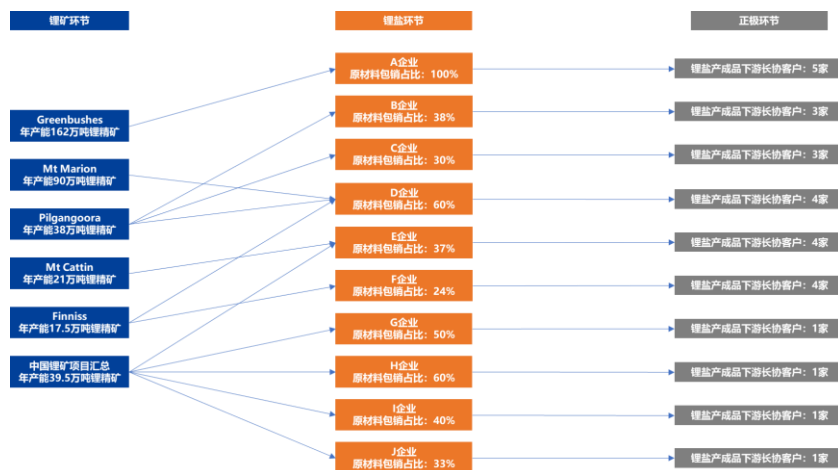 锂矿环节
锂盐环节
正极环节
Greenbushes
年产能162万吨锂精矿
Mt Marion
年产能90万吨锂精矿
Pilgangoora
年产能38万吨锂精矿
Mt Cattin
年产能21万吨锂精矿
Finniss
年产能17.5万吨锂精矿
中国锂矿项目汇总
年产能39.5万吨锂精矿
A企业
原材料包销占比：100%
B企业
原材料包销占比：38%
C企业
原材料包销占比：30%
D企业
原材料包销占比：60%
E企业
原材料包销占比：37%
F企业
原材料包销占比：24%
G企业
原材料包销占比：50%
H企业
原材料包销占比：60%
I企业
原材料包销占比：40%
J企业
原材料包销占比：33%
锂盐产成品下游长协客户：5家
锂盐产成品下游长协客户：3家
锂盐产成品下游长协客户：3家
锂盐产成品下游长协客户：4家
锂盐产成品下游长协客户：4家
锂盐产成品下游长协客户：4家
锂盐产成品下游长协客户：1家
锂盐产成品下游长协客户：1家
锂盐产成品下游长协客户：1家
锂盐产成品下游长协客户：1家